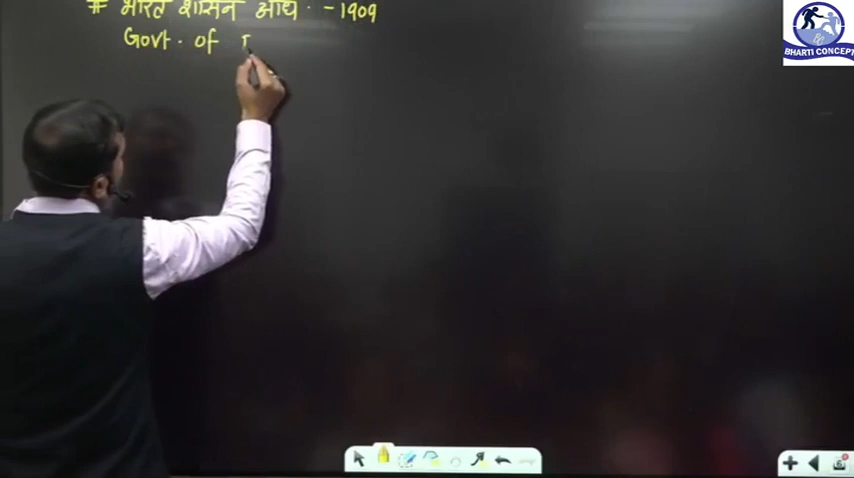 # भारत शासन अधि. - 1909
Govt. of I
BHARTI CONCEPT